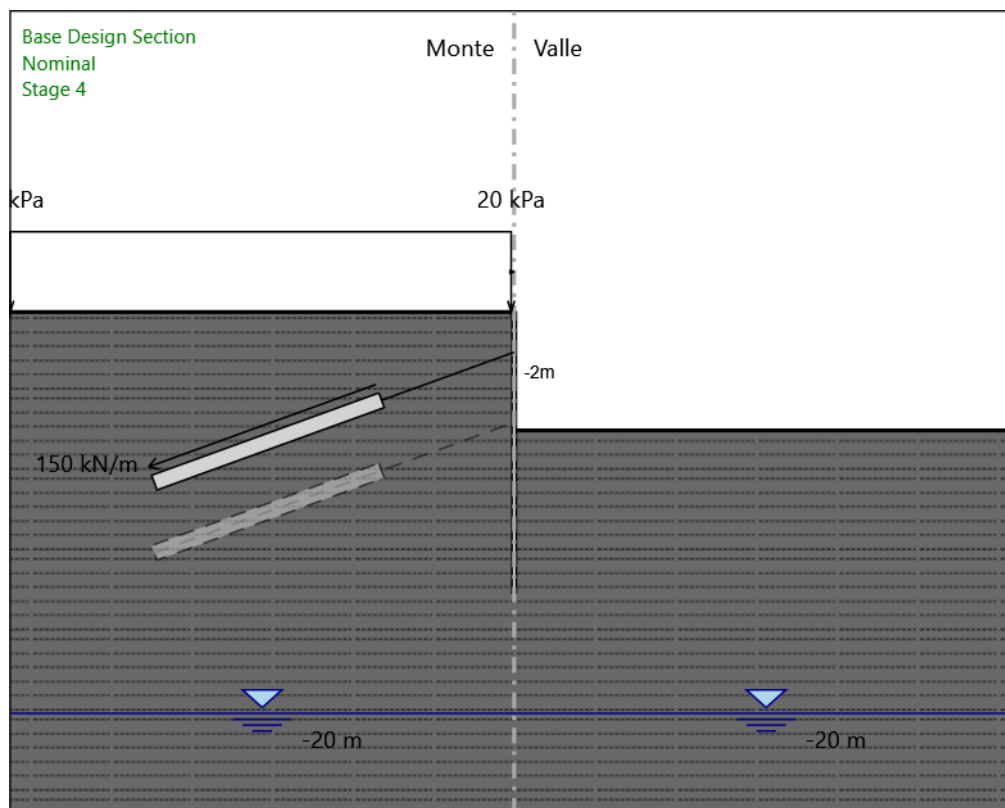 Base Design Section
Nominal
Stage 4
Monte
Valle
kPa
20 kPa
-2m
150 kN/m
-20 m
-20 m